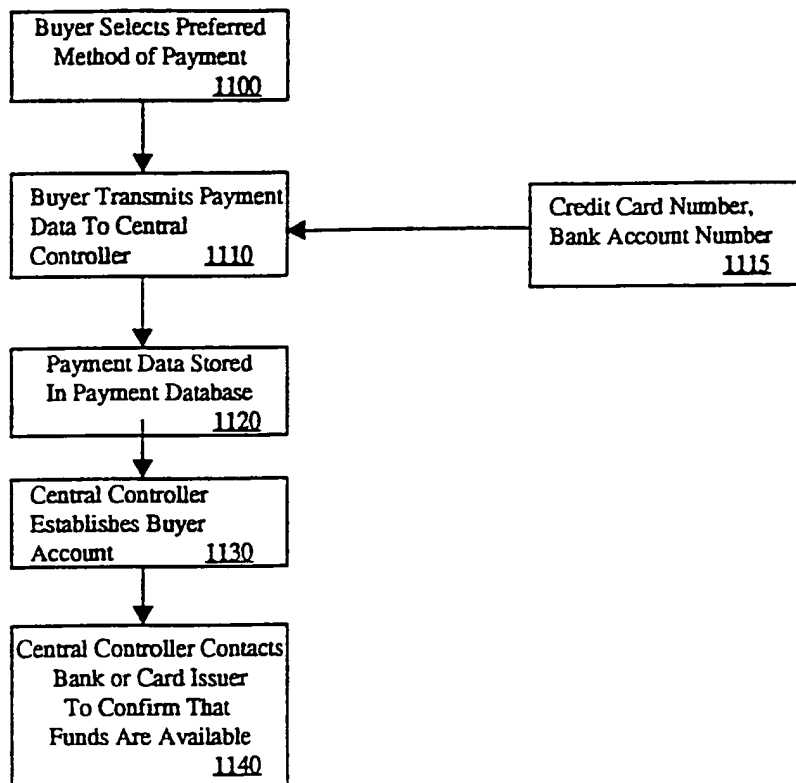 Buyer Selects Preferred
Method of Payment
1100
Buyer Transmits Payment
Data To Central
Controller 1110
Credit Card Number,
Bank Account Number
1115
Payment Data Stored
In Payment Database
1120
Central Controller
Establishes Buyer
Account 1130
Central Controller Contacts
Bank or Card Issuer
To Confirm That
Funds Are Available
1140